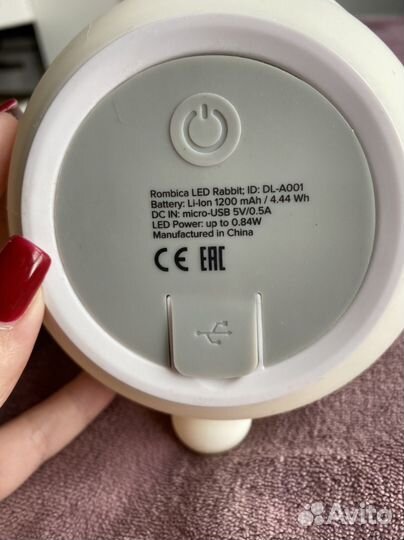 Rombica LED Rabbit; ID: DL-A001
Battery: Li-Ion 1200 mAh / 4.44 Wh
DC IN: micro-USB 5V/0.5A
LED Power: up to 0.84W
Manufactured in China
CE EAC
Avito